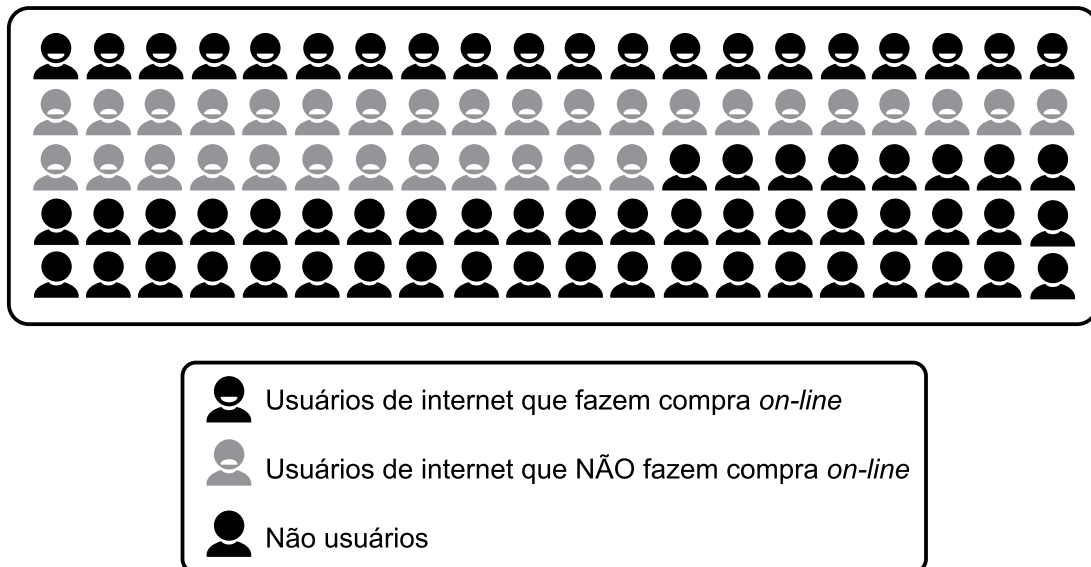 Usuários de internet que fazem compra on-line
Usuários de internet que NÃO fazem compra on-line
Não usuários